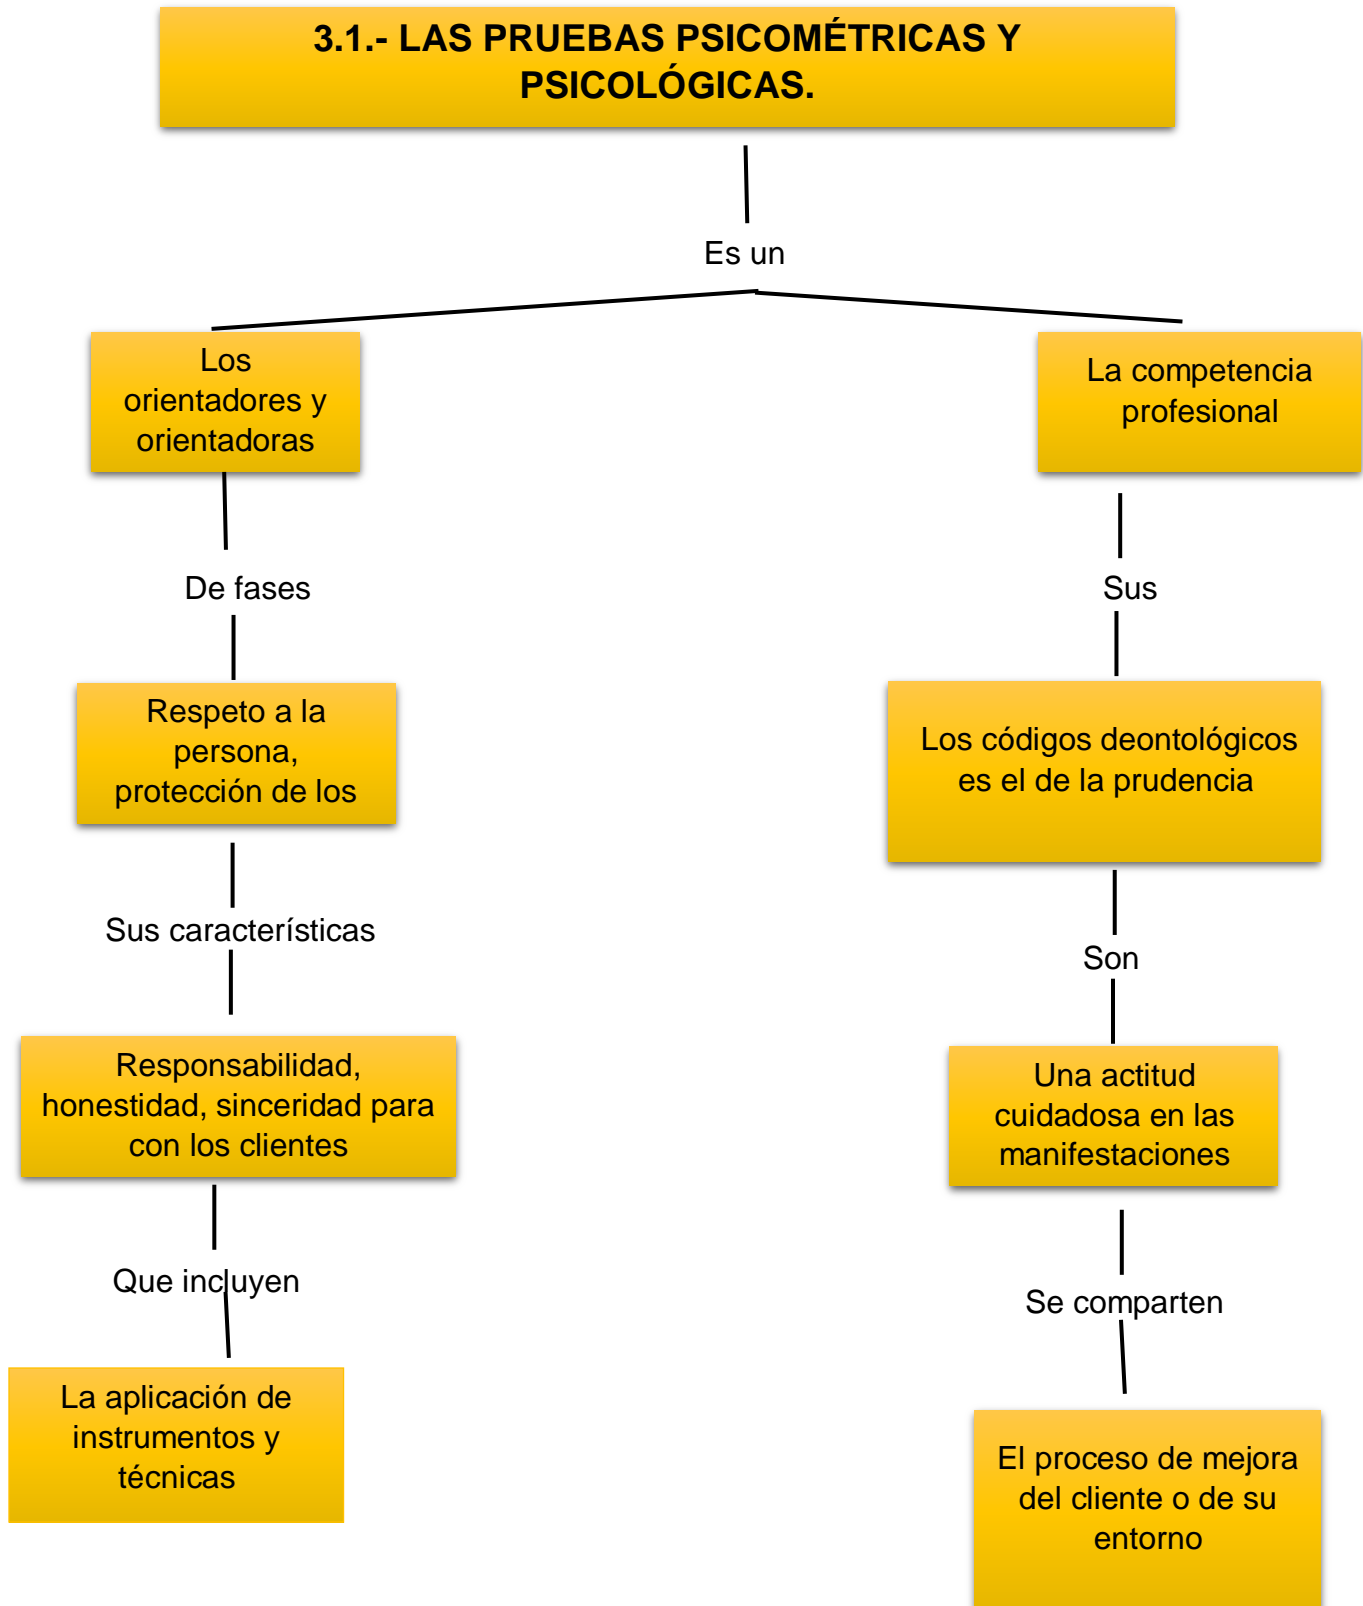 3.1.- LAS PRUEBAS PSICOMÉTRICAS Y
PSICOLÓGICAS.
Es un
Los
orientadores y
orientadoras
De fases
Respeto a la
persona,
protección de los
Sus características
Responsabilidad,
honestidad, sinceridad para
con los clientes
Que incluyen
La aplicación de
instrumentos y
técnicas
La competencia
profesional
Sus
Los códigos deontológicos
es el de la prudencia
Son
Una actitud
cuidadosa en las
manifestaciones
Se comparten
El proceso de mejora
del cliente o de su
entorno